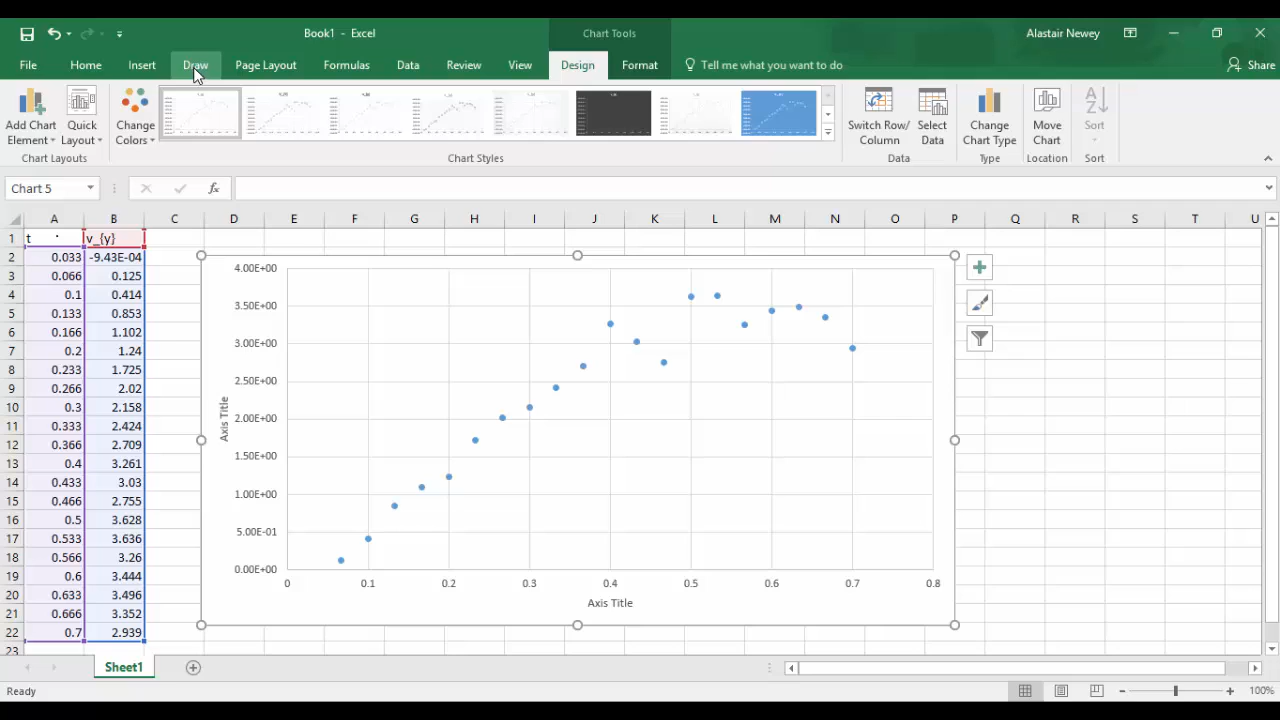 Book1 - Excel
Chart Tools
Alastair Newey
File Home Insert Draw Page Layout Formulas Data Review View Design Format Tell me what you want to do Share
Add Chart Element
Quick Layout
Change Colors
Switch Row/ Column
Select Data
Change Chart Type
Move Chart
Sort
Chart Layouts Chart Styles Data Type Location Sort
Chart 5 fx
A B C D E F G H I J K L M N O P Q R S T U
1 t v_{y}
2 0.033 -9.43E-04
3 0.066 0.125
4 0.1 0.414
5 0.133 0.853
6 0.166 1.102
7 0.2 1.24
8 0.233 1.725
9 0.266 2.02
10 0.3 2.158
11 0.333 2.424
12 0.366 2.709
13 0.4 3.261
14 0.433 3.03
15 0.466 2.755
16 0.5 3.628
17 0.533 3.636
18 0.566 3.26
19 0.6 3.444
20 0.633 3.496
21 0.666 3.352
22 0.7 2.939
23
4.00E+00
3.50E+00
3.00E+00
2.50E+00
2.00E+00
1.50E+00
1.00E+00
5.00E-01
0.00E+00
Axis Title
0 0.1 0.2 0.3 0.4 0.5 0.6 0.7 0.8
Axis Title
Sheet1
Ready
100%